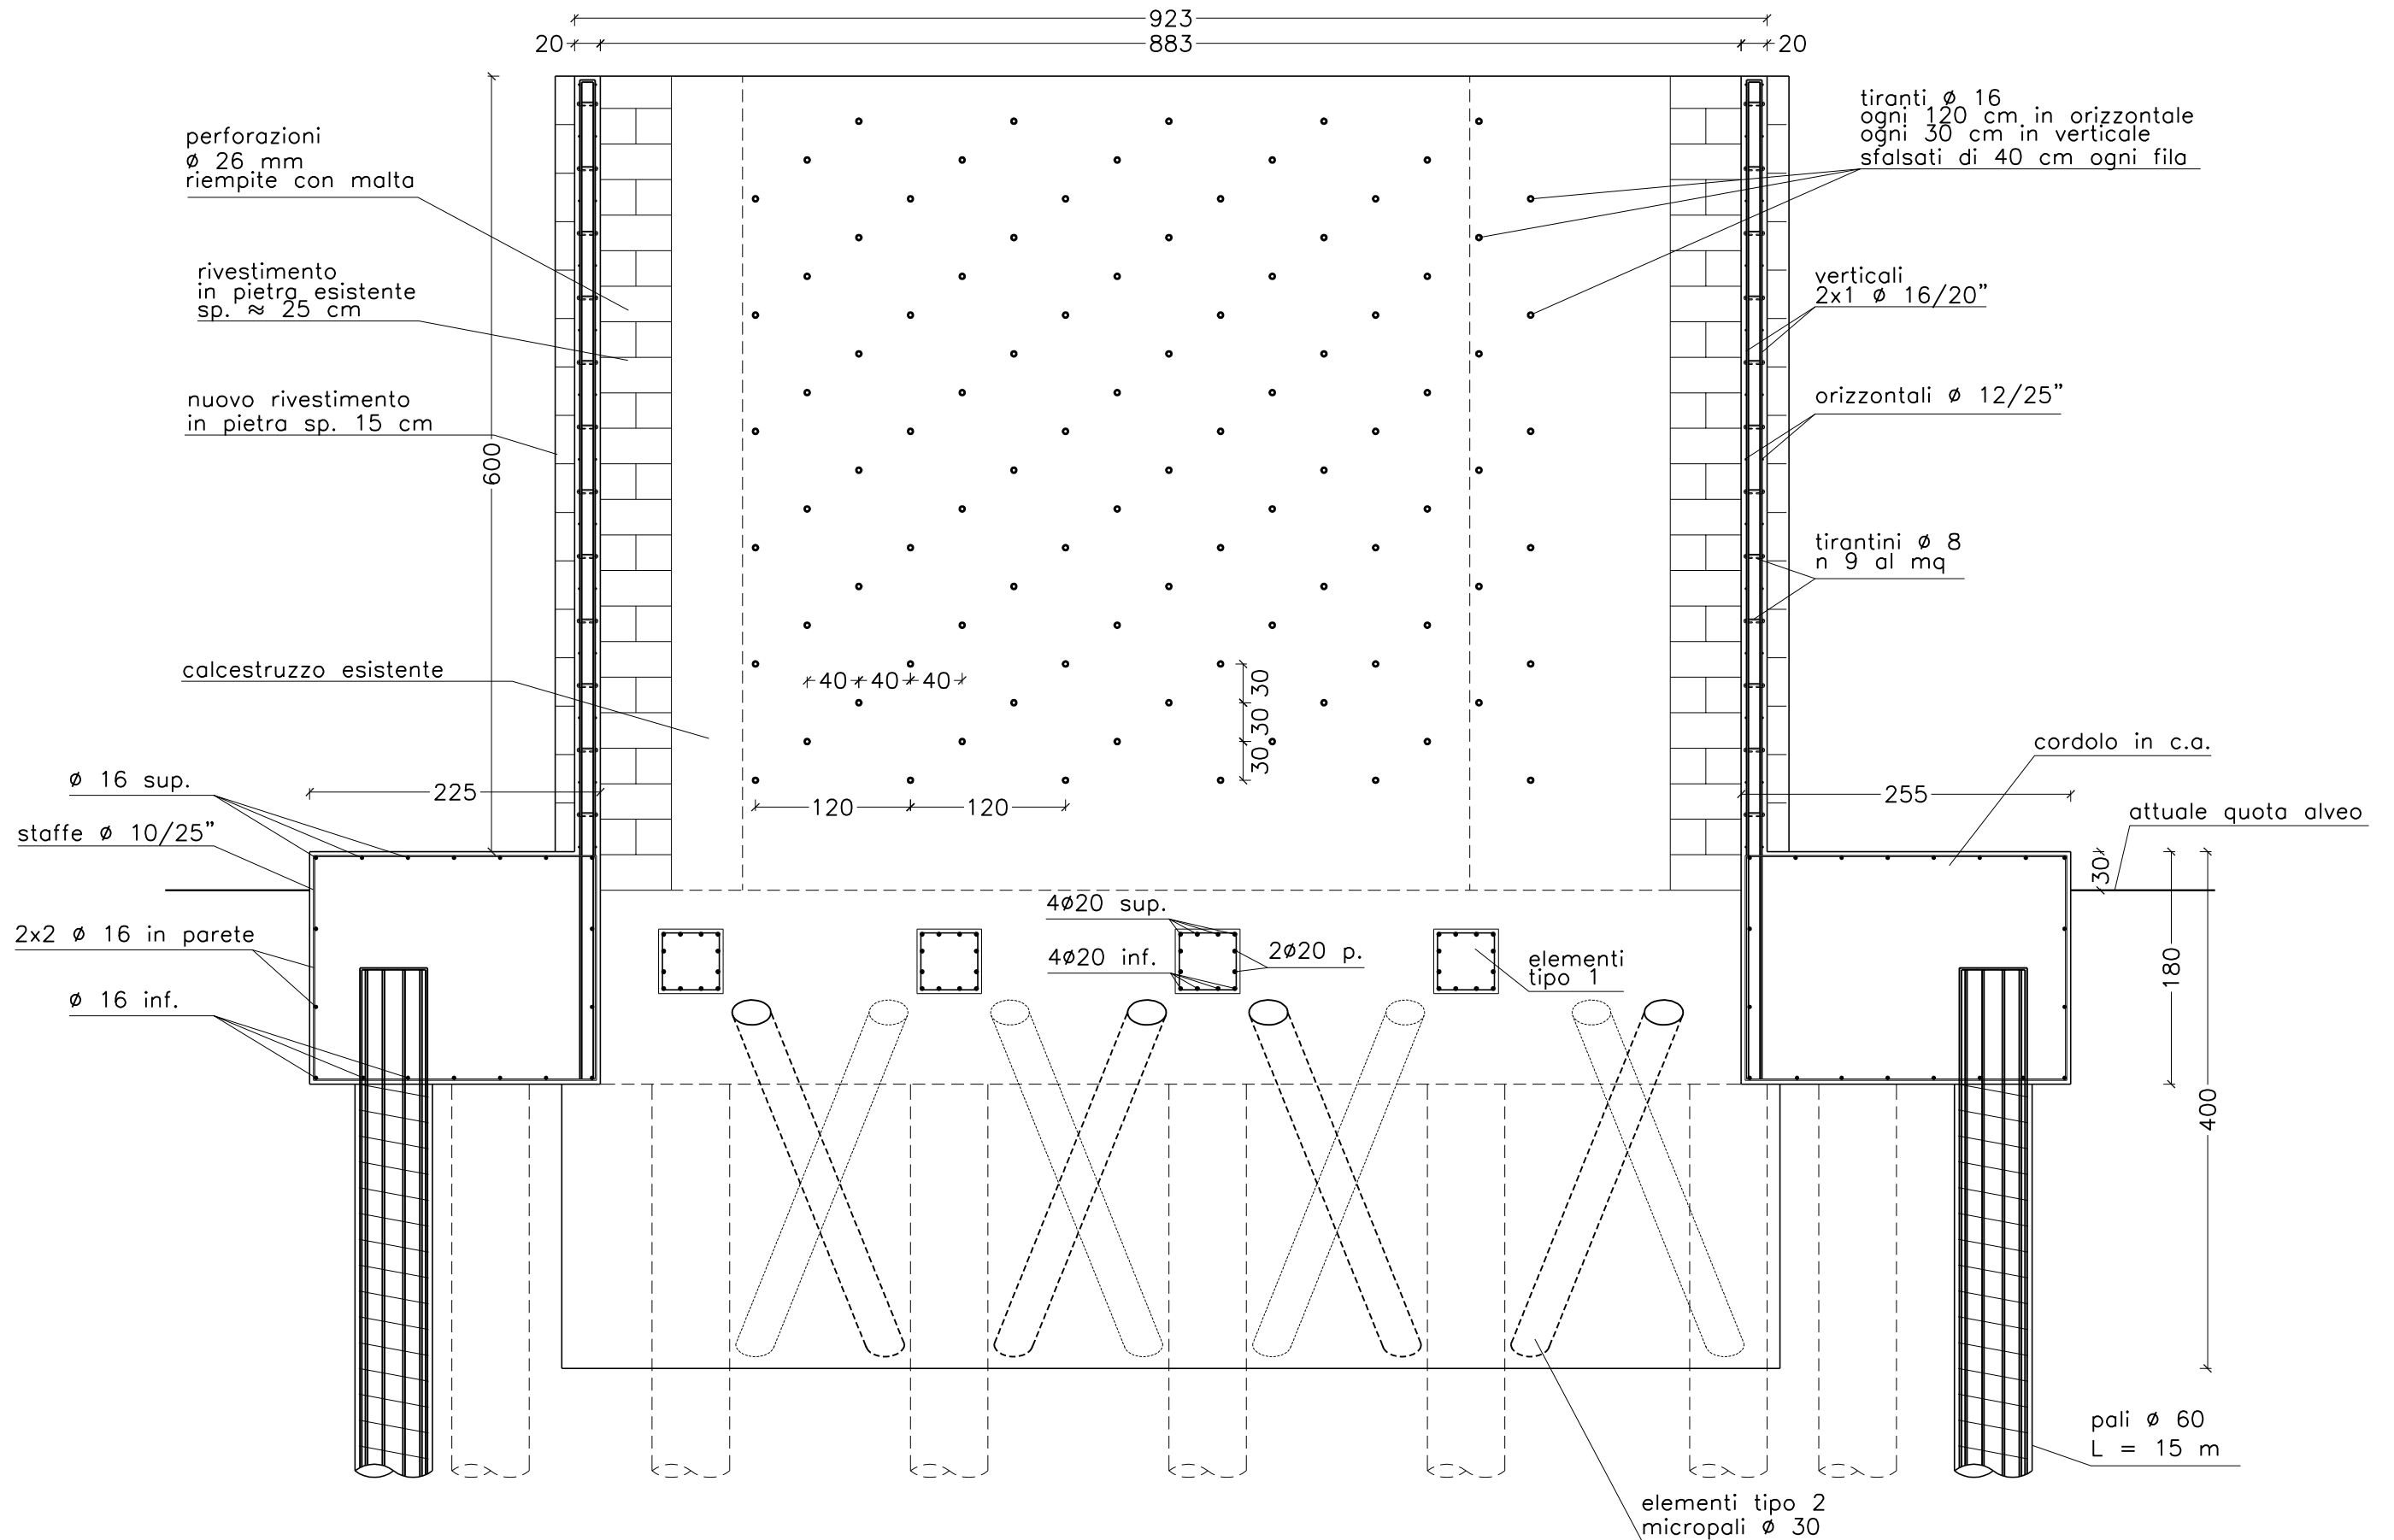 923
20
883
20
perforazioni
ø 26 mm
riempite con malta
tiranti ø 16
ogni 120 cm in orizzontale
ogni 30 cm in verticale
sfalsati di 40 cm ogni fila
rivestimento
in pietra esistente
sp. ≈ 25 cm
verticali
2x1 ø 16/20"
nuovo rivestimento
in pietra sp. 15 cm
600
orizzontali ø 12/25"
tirantini ø 8
n 9 al mq
calcestruzzo esistente
40
40
40
30
30
30
120
120
cordolo in c.a.
ø 16 sup.
225
255
staffe ø 10/25"
attuale quota alveo
30
2x2 ø 16 in parete
ø 16 inf.
4ø20 sup.
4ø20 inf.
2ø20 p.
elementi
tipo 1
180
400
pali ø 60
L = 15 m
elementi tipo 2
micropali ø 30